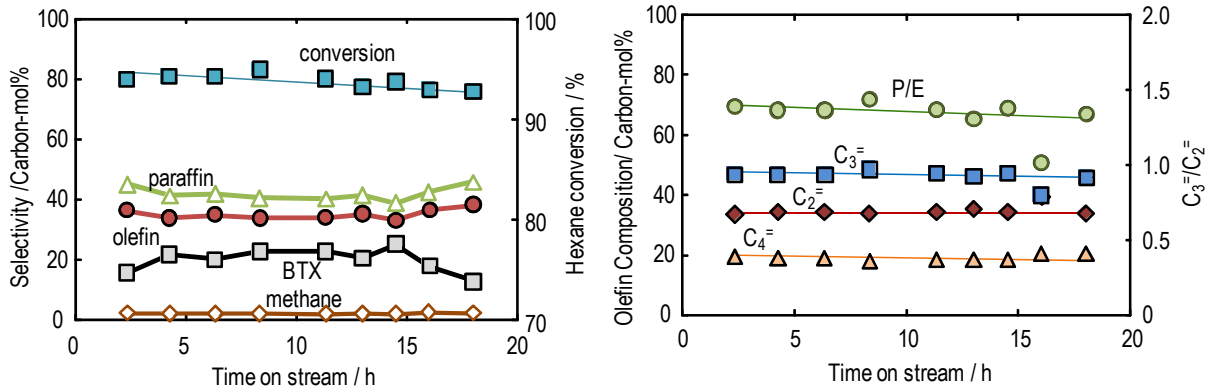 Selectivity /Carbon-mol%
100
80
60
40
20
0
conversion
paraffin
olefin
BTX
methane
0
5
10
15
20
Time on stream / h
100
90
80
70
Hexane conversion / %
Olefin Composition/ Carbon-mol%
100
80
60
40
20
0
P/E
C₃⁼
C₂⁼
C₄⁼
0
5
10
15
20
Time on stream / h
2.0
1.5
1.0
0.5
0.0
C₃⁼/C₂⁼